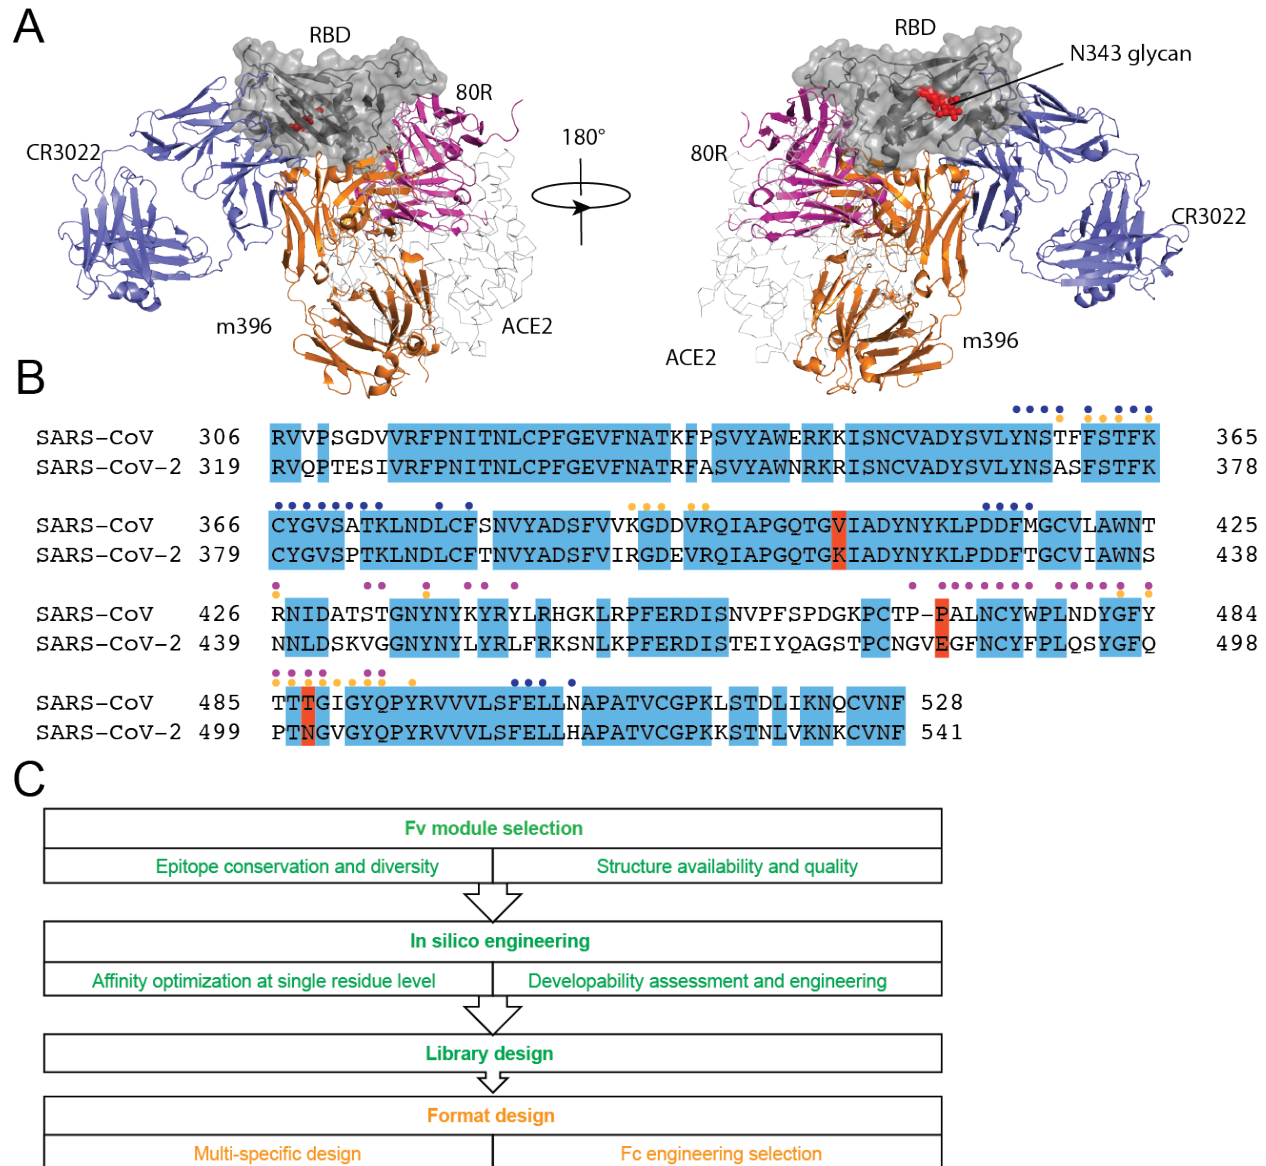 A
RBD
80R
CR3022
m396
ACE2
180°
RBD
N343 glycan
80R
CR3022
m396
ACE2
B
SARS-CoV 306 RVVPSGDVVRFPNITNLCPFGEVFNATKFPSVYAWERKKISNCVADYSVLYNSTFFSTFK 365
SARS-CoV-2 319 RVQPTESIVRFPNITNLCPFGEVFNATRFASVYAWNRKRISNCVADYSVLYNSASFSTFK 378
SARS-CoV 366 CYGVSATKLNDLCFSNVYADSFVVKGDDVRQIAPGQTGVIADYNYKLPDDFMGCVLAWNT 425
SARS-CoV-2 379 CYGVSPTKLNDLCFTNVYADSFVIRGDEVRQIAPGQTGKIADYNYKLPDDFTGCVIAWNS 438
SARS-CoV 426 RNIDATSTGNYNYKYRYLRHGKLRPFERDISNVPFSPDGKPCTP-PALNCYWPLNDYGFY 484
SARS-CoV-2 439 NNLDSKVGGNYNYLYRLFRKSNLKPFERDISTEIYQAGSTPCNGVEGFNCYFPLQSYGFQ 498
SARS-CoV 485 TTTGIGYQPYRVVVLSFELLNAPATVCGPKLSTDLIKNQCVNF 528
SARS-CoV-2 499 PTNGVGYQPYRVVVLSFELLHAPATVCGPKKSTNLVKNKCVNF 541
C
Fv module selection
Epitope conservation and diversity
Structure availability and quality
In silico engineering
Affinity optimization at single residue level
Developability assessment and engineering
Library design
Format design
Multi-specific design
Fc engineering selection